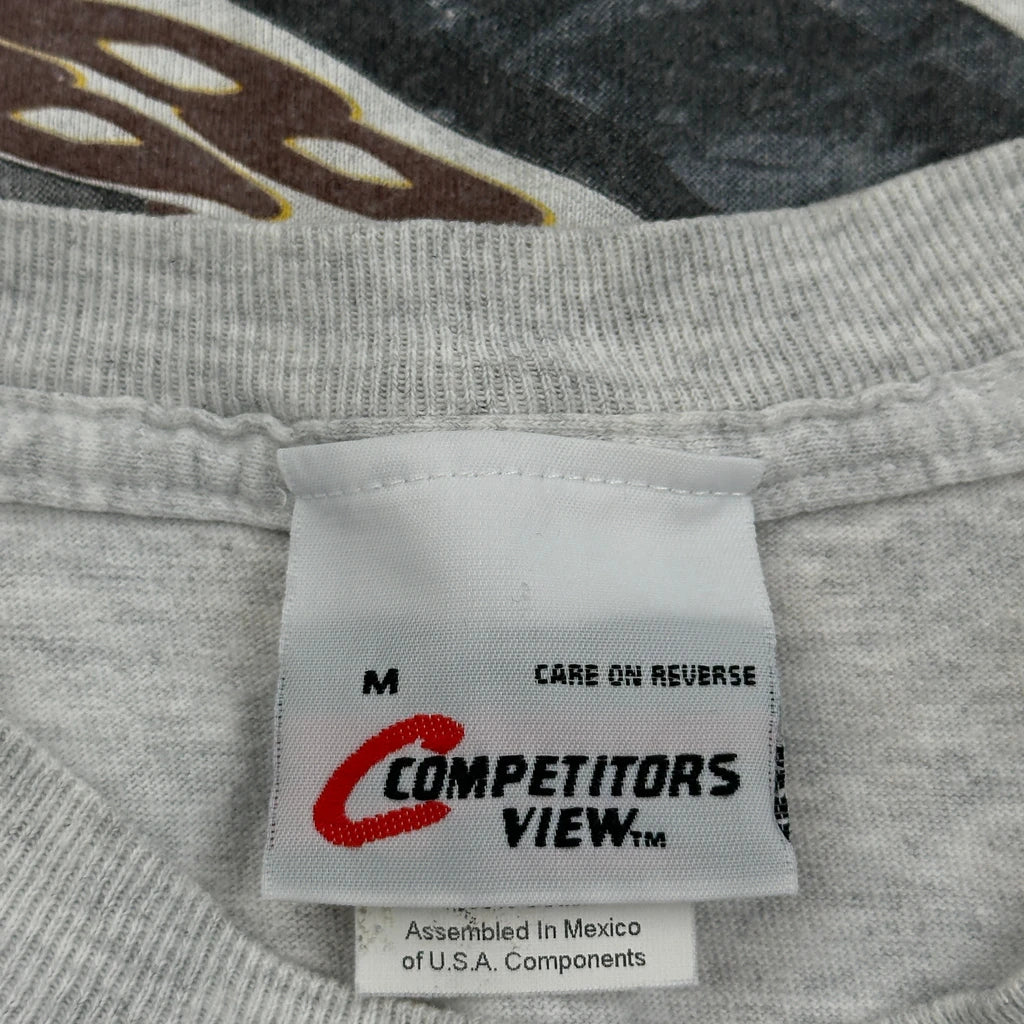 M CARE ON REVERSE
COMPETITORS
VIEW™
Assembled In Mexico
of U.S.A. Components